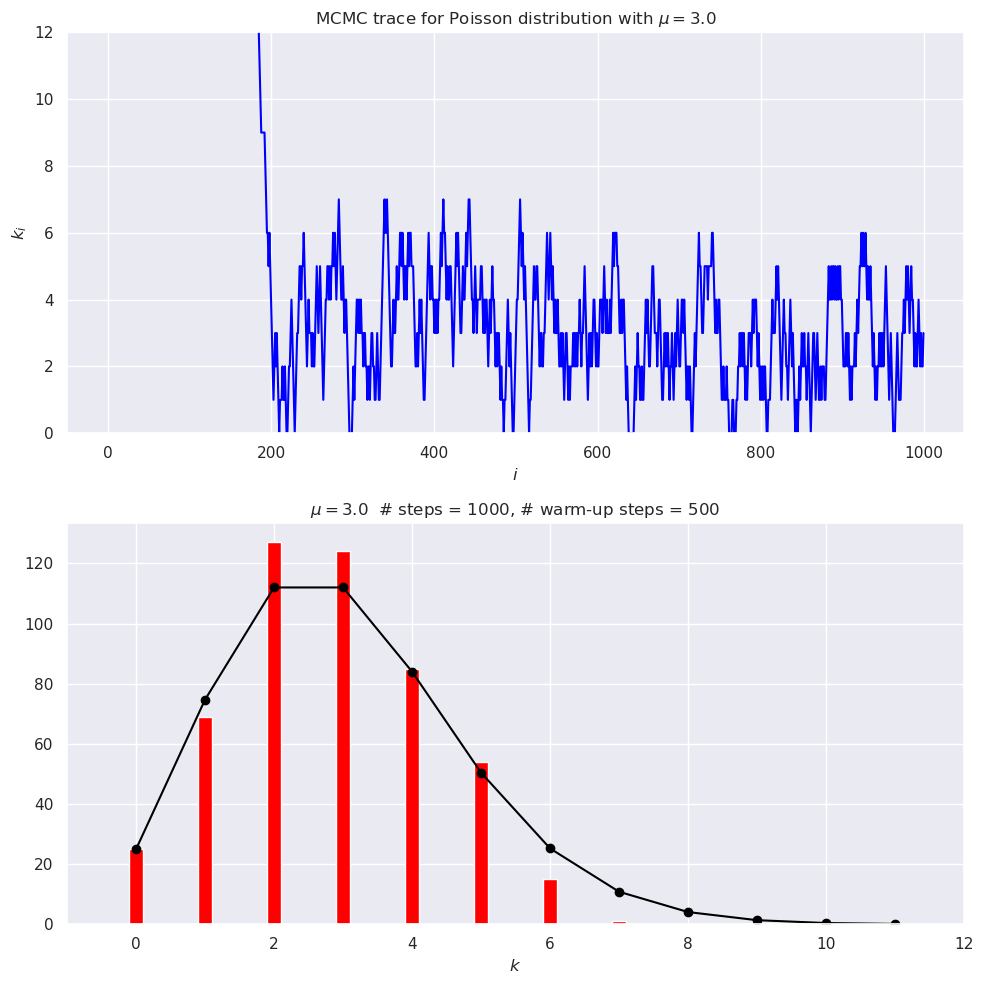 MCMC trace for Poisson distribution with μ = 3.0
12
10
8
6
4
2
0
k_i
0 200 400 600 800 1000
i
μ = 3.0 # steps = 1000, # warm-up steps = 500
120
100
80
60
40
20
0
0 2 4 6 8 10 12
k